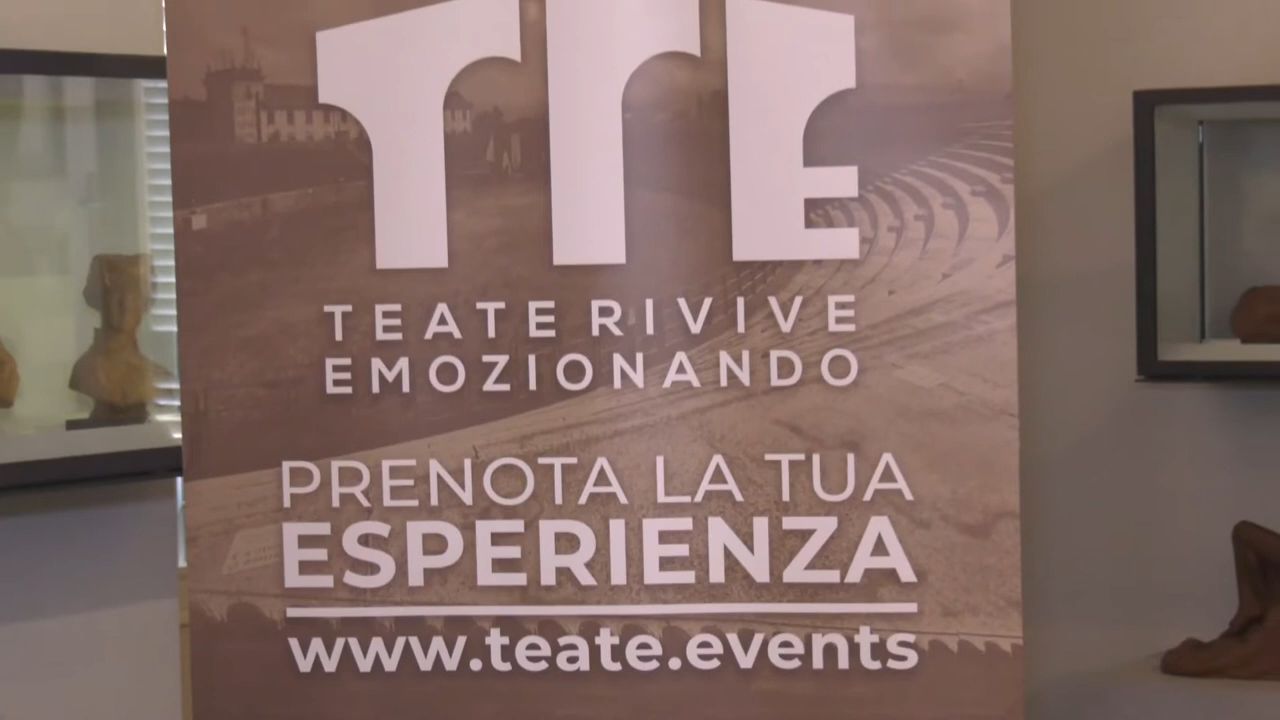 TTE
TEATE RIVIVE
EMOZIONANDO
PRENOTA LA TUA
ESPERIENZA
www.teate.events